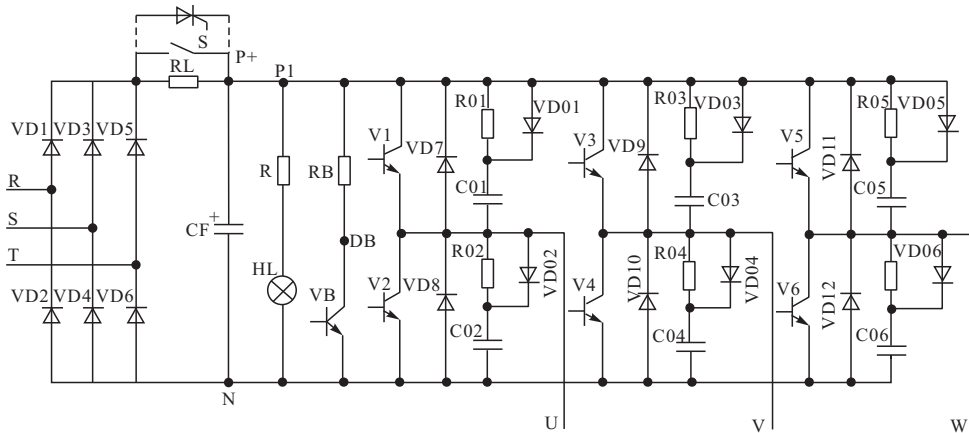 S
P+
RL
P1
R01
VD01
R03
VD03
R05
VD05
VD1
VD3
VD5
V1
VD7
V3
VD9
V5
VD11
R
R
RB
C01
C03
C05
S
CF
+
DB
T
R02
VD02
R04
VD04
VD06
HL
VD2
VD4
VD6
VB
V2
VD8
V4
VD10
V6
VD12
C02
C04
C06
N
U
V
W